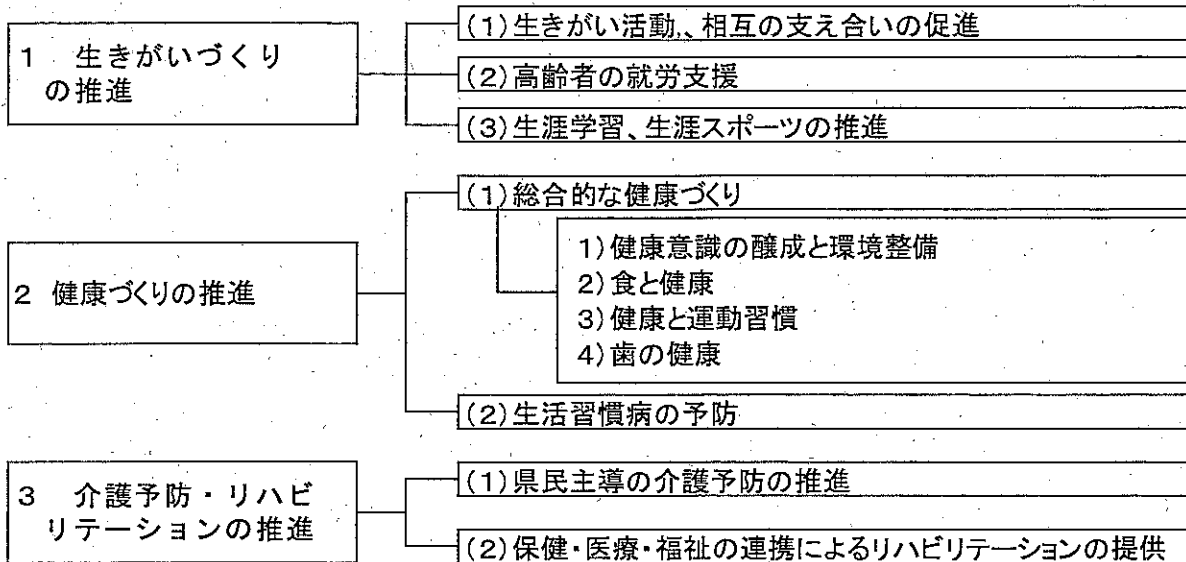 1 生きがいづくり
の推進
(1)生きがい活動、相互の支え合いの促進
(2)高齢者の就労支援
(3)生涯学習、生涯スポーツの推進
2 健康づくりの推進
(1)総合的な健康づくり
1)健康意識の醸成と環境整備
2)食と健康
3)健康と運動習慣
4)歯の健康
(2)生活習慣病の予防
3 介護予防・リハビ
リテーションの推進
(1)県民主導の介護予防の推進
(2)保健・医療・福祉の連携によるリハビリテーションの提供